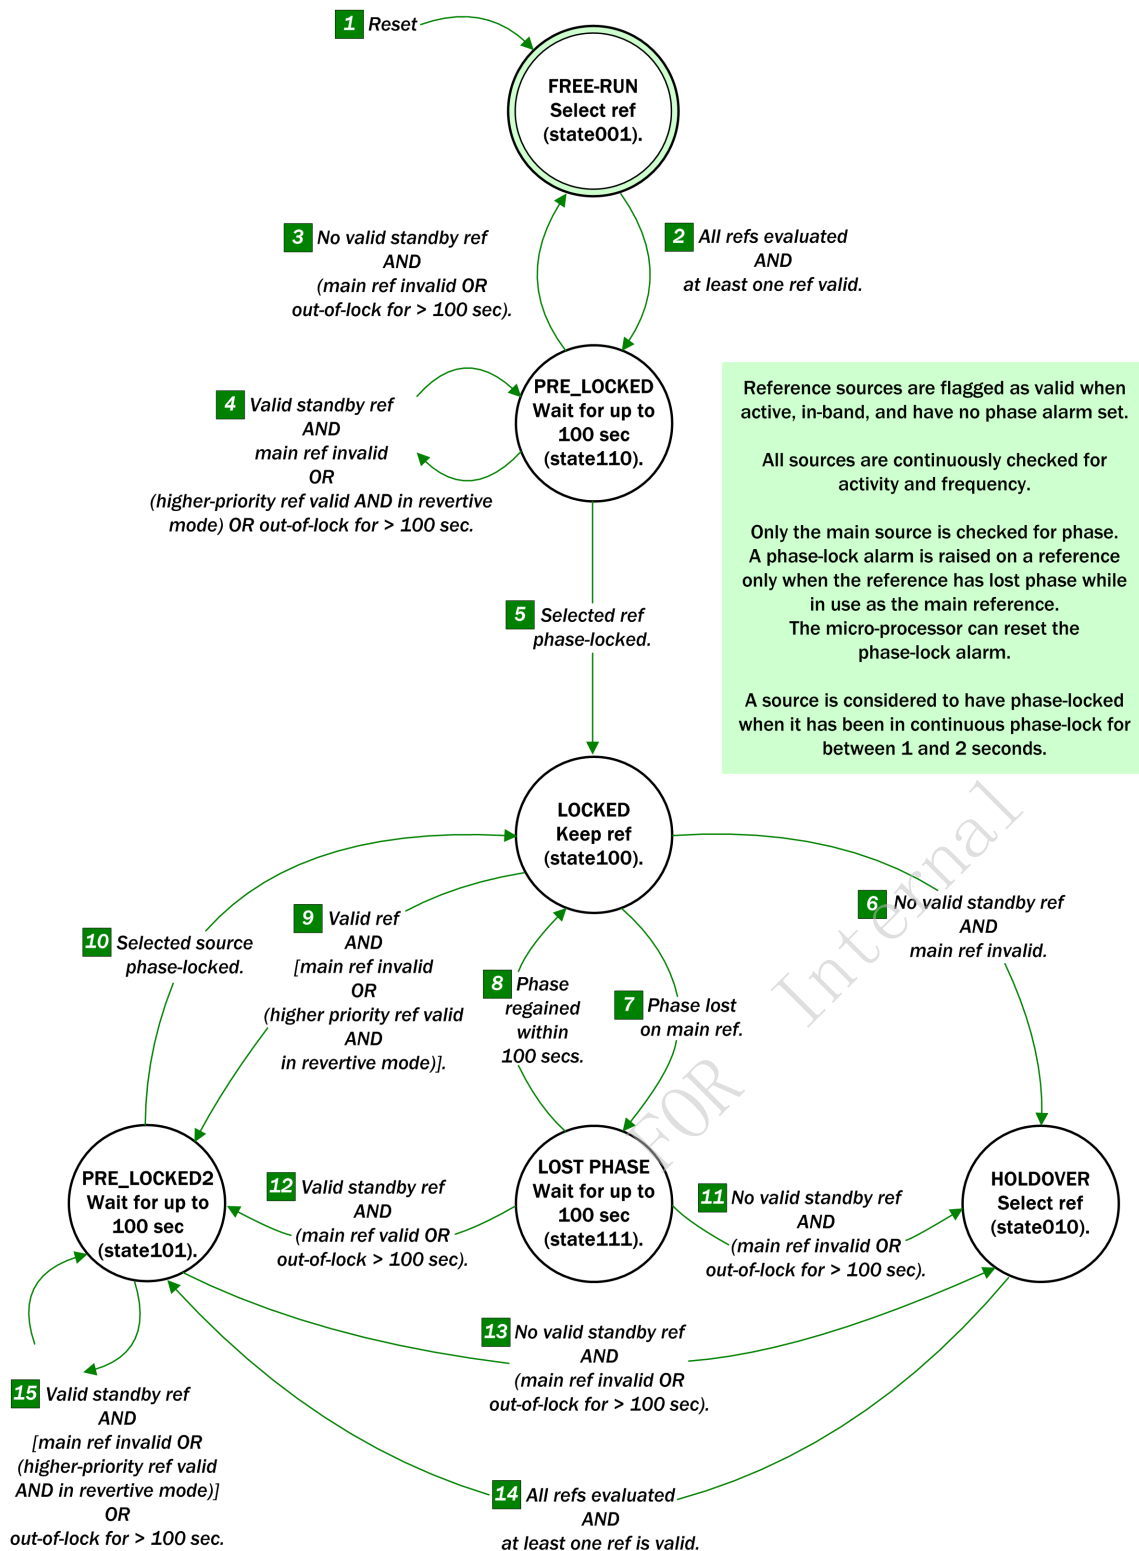 1 Reset
FREE-RUN
Select ref
(state001).
3 No valid standby ref
AND
(main ref invalid OR
out-of-lock for > 100 sec).
2 All refs evaluated
AND
at least one ref valid.
PRE_LOCKED
Wait for up to
100 sec
(state110).
4 Valid standby ref
AND
main ref invalid
OR
(higher-priority ref valid AND in revertive
mode) OR out-of-lock for > 100 sec.
Reference sources are flagged as valid when
active, in-band, and have no phase alarm set.
All sources are continuously checked for
activity and frequency.
Only the main source is checked for phase.
A phase-lock alarm is raised on a reference
only when the reference has lost phase while
in use as the main reference.
The micro-processor can reset the
phase-lock alarm.
A source is considered to have phase-locked
when it has been in continuous phase-lock for
between 1 and 2 seconds.
5 Selected ref
phase-locked.
LOCKED
Keep ref
(state100).
6 No valid standby ref
AND
main ref invalid.
9 Valid ref
AND
[main ref invalid
OR
(higher priority ref valid
AND
in revertive mode)].
10 Selected source
phase-locked.
8 Phase
regained
within
100 secs.
7 Phase lost
on main ref.
FOR Internal
PRE_LOCKED2
Wait for up to
100 sec
(state101).
12 Valid standby ref
AND
(main ref valid OR
out-of-lock > 100 sec).
LOST PHASE
Wait for up to
100 sec
(state111).
11 No valid standby ref
AND
(main ref invalid OR
out-of-lock for > 100 sec).
HOLDOVER
Select ref
(state010).
13 No valid standby ref
AND
(main ref invalid OR
out-of-lock for > 100 sec).
15 Valid standby ref
AND
[main ref invalid OR
(higher-priority ref valid
AND in revertive mode)]
OR
out-of-lock for > 100 sec.
14 All refs evaluated
AND
at least one ref is valid.